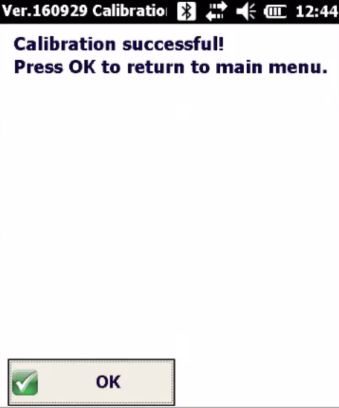 Ver.160929 Calibratio 12:44
Calibration successful!
Press OK to return to main menu.
OK